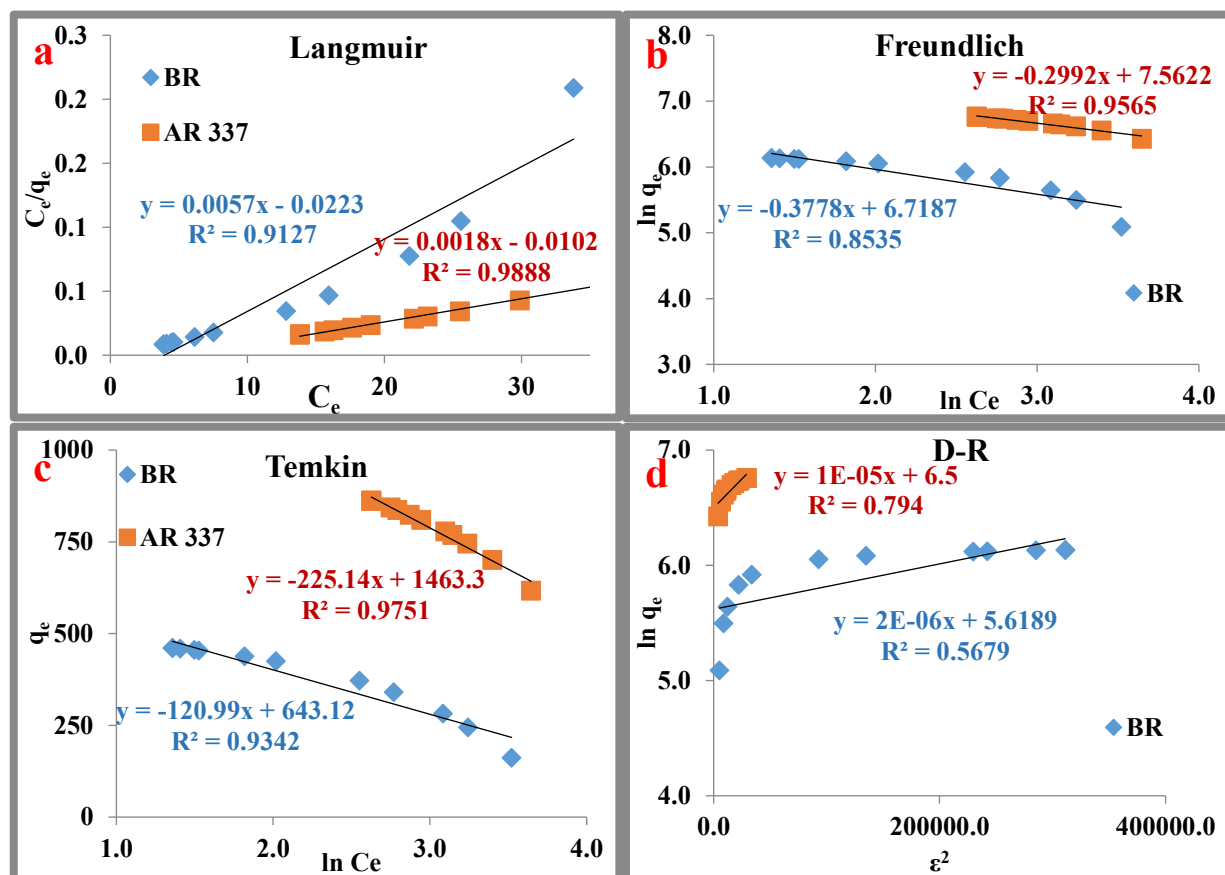 a
Langmuir
BR
AR 337
0.3
0.2
0.2
0.1
0.1
0.0
Cₑ/qₑ
y = 0.0057x - 0.0223
R² = 0.9127
y = 0.0018x - 0.0102
R² = 0.9888
0 10 20 30
Cₑ
b
Freundlich
8.0
7.0
6.0
5.0
4.0
3.0
ln qₑ
y = -0.2992x + 7.5622
R² = 0.9565
y = -0.3778x + 6.7187
R² = 0.8535
BR
1.0 2.0 3.0 4.0
ln Ce
c
Temkin
BR
AR 337
1000
750
500
250
0
qₑ
y = -225.14x + 1463.3
R² = 0.9751
y = -120.99x + 643.12
R² = 0.9342
1.0 2.0 3.0 4.0
ln Ce
d
D-R
7.0
6.0
5.0
4.0
ln qₑ
y = 1E-05x + 6.5
R² = 0.794
y = 2E-06x + 5.6189
R² = 0.5679
BR
0.0 200000.0 400000.0
ε²